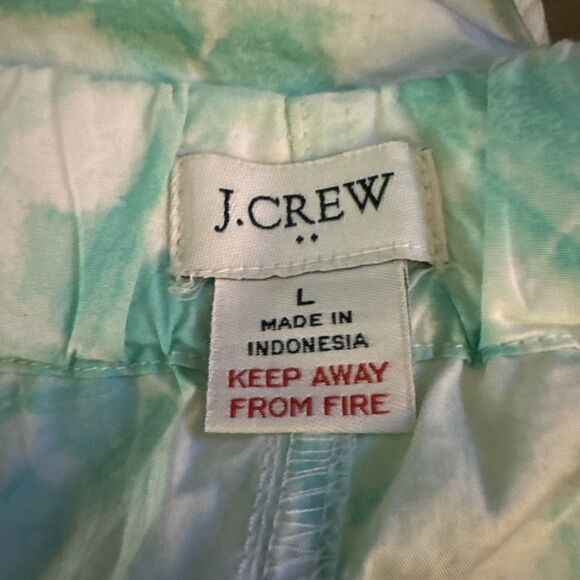 J.CREW
••
L
MADE IN
INDONESIA
KEEP AWAY
FROM FIRE